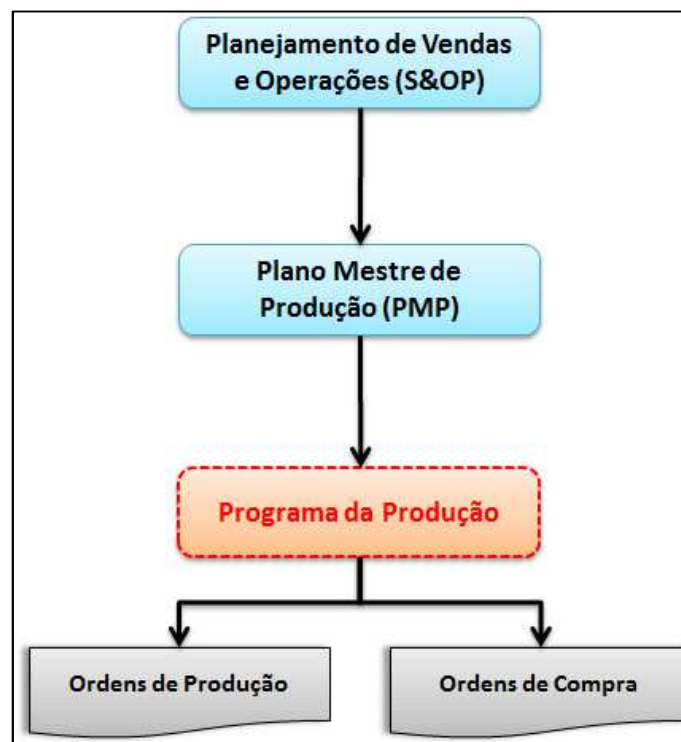 Planejamento de Vendas
e Operações (S&OP)
Plano Mestre de
Produção (PMP)
Programa da Produção
Ordens de Produção
Ordens de Compra